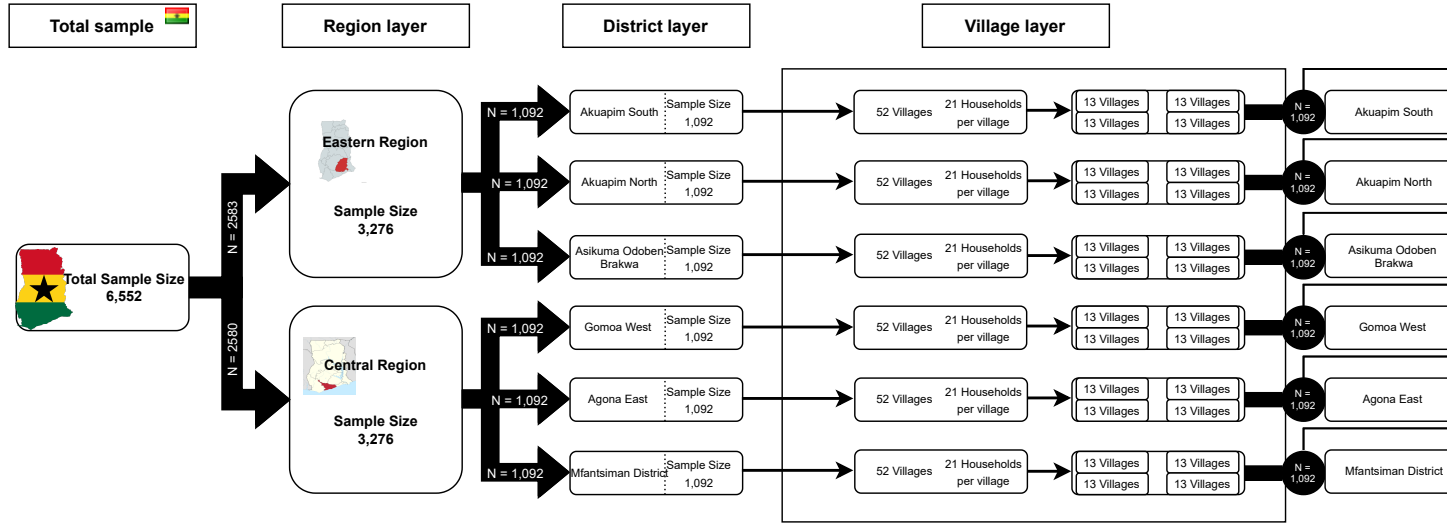 Total sample
Region layer
District layer
Village layer
Total Sample Size
6,552
N = 2583
N = 2580
Eastern Region
Sample Size
3,276
Central Region
Sample Size
3,276
N = 1,092
Akuapim South
Sample Size
1,092
52 Villages
21 Households
per village
13 Villages
13 Villages
13 Villages
13 Villages
N =
1,092
Akuapim South
N = 1,092
Akuapim North
Sample Size
1,092
52 Villages
21 Households
per village
13 Villages
13 Villages
13 Villages
13 Villages
N =
1,092
Akuapim North
N = 1,092
Asikuma Odoben
Brakwa
Sample Size
1,092
52 Villages
21 Households
per village
13 Villages
13 Villages
13 Villages
13 Villages
N =
1,092
Asikuma Odoben
Brakwa
N = 1,092
Gomoa West
Sample Size
1,092
52 Villages
21 Households
per village
13 Villages
13 Villages
13 Villages
13 Villages
N =
1,092
Gomoa West
N = 1,092
Agona East
Sample Size
1,092
52 Villages
21 Households
per village
13 Villages
13 Villages
13 Villages
13 Villages
N =
1,092
Agona East
N = 1,092
Mfantsiman District
Sample Size
1,092
52 Villages
21 Households
per village
13 Villages
13 Villages
13 Villages
13 Villages
N =
1,092
Mfantsiman District